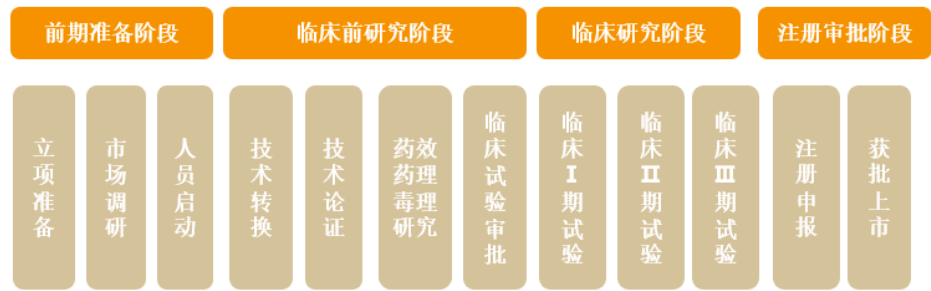 前期准备阶段
临床前研究阶段
临床研究阶段
注册审批阶段
立项准备
市场调研
人员启动
技术转换
技术论证
药效药理毒理研究
临床试验审批
临床Ⅰ期试验
临床Ⅱ期试验
临床Ⅲ期试验
注册申报
获批上市